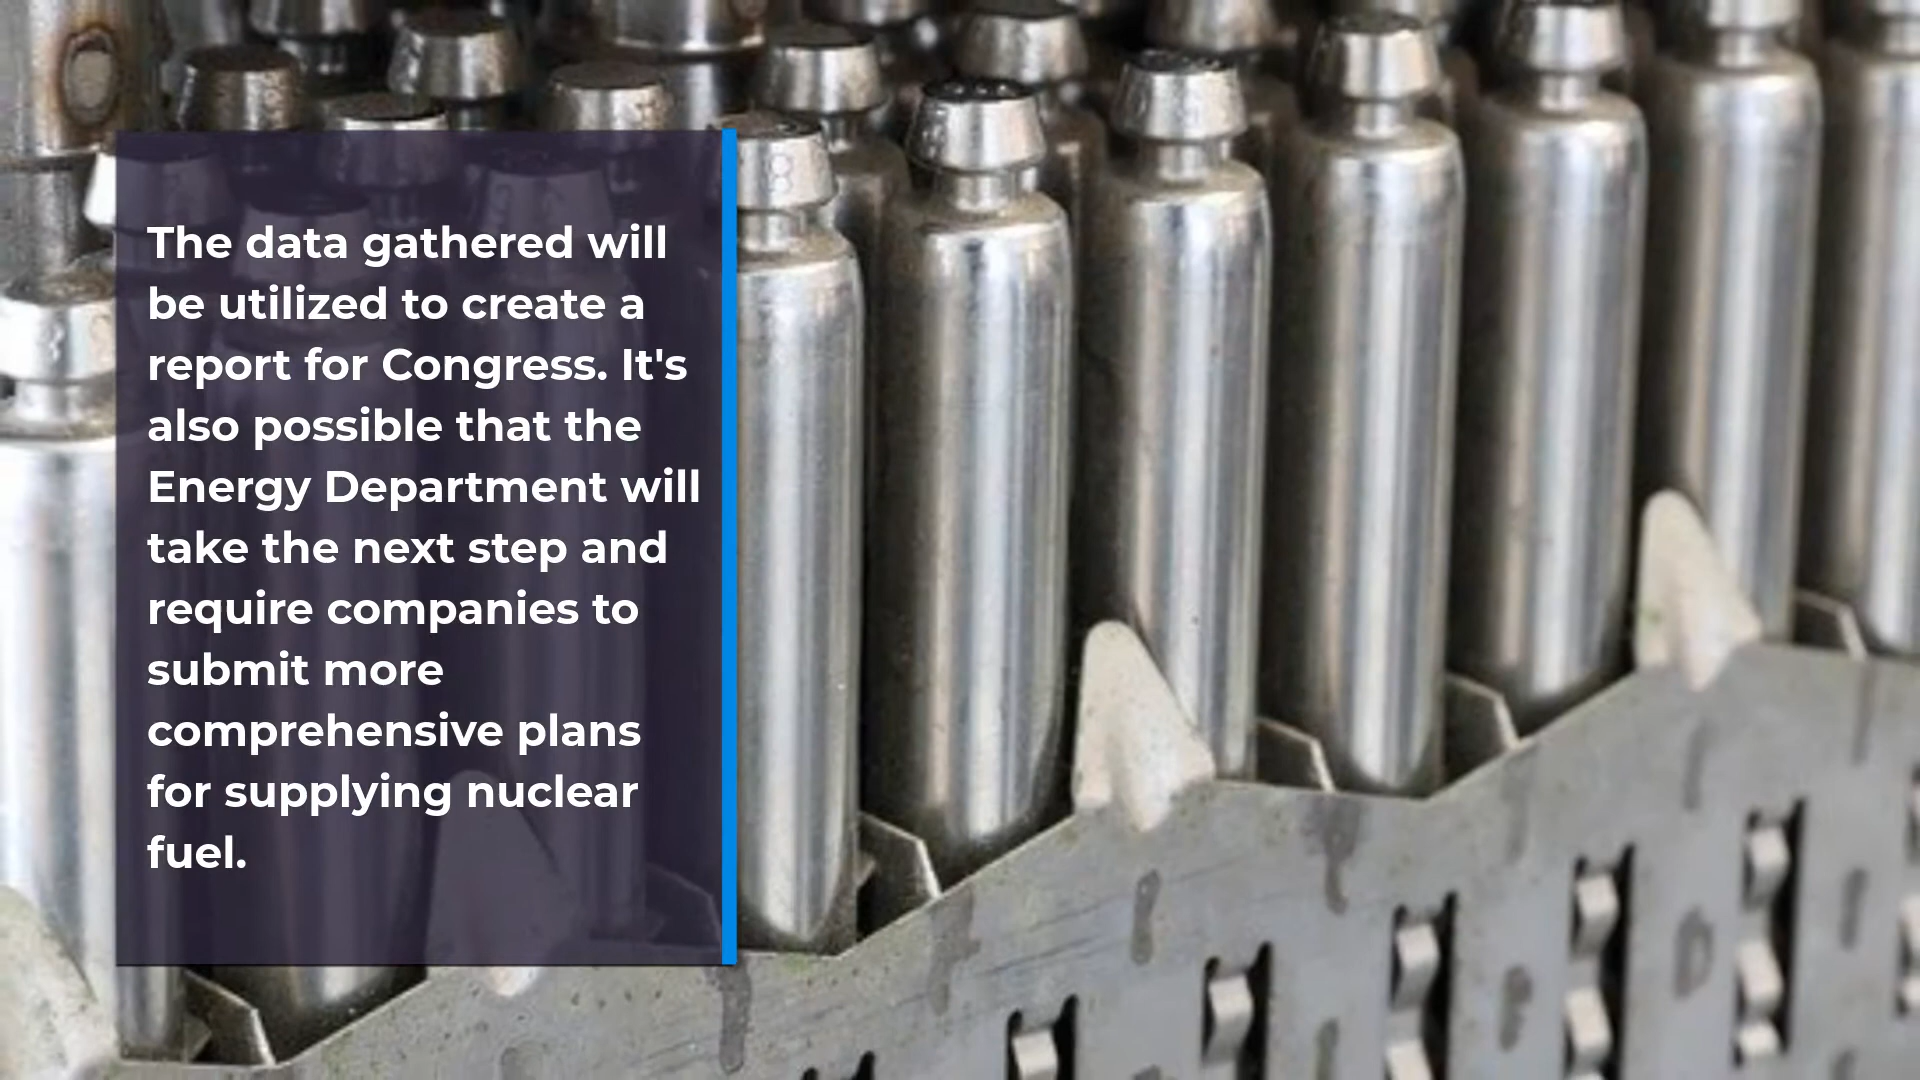 The data gathered will
be utilized to create a
report for Congress. It's
also possible that the
Energy Department will
take the next step and
require companies to
submit more
comprehensive plans
for supplying nuclear
fuel.